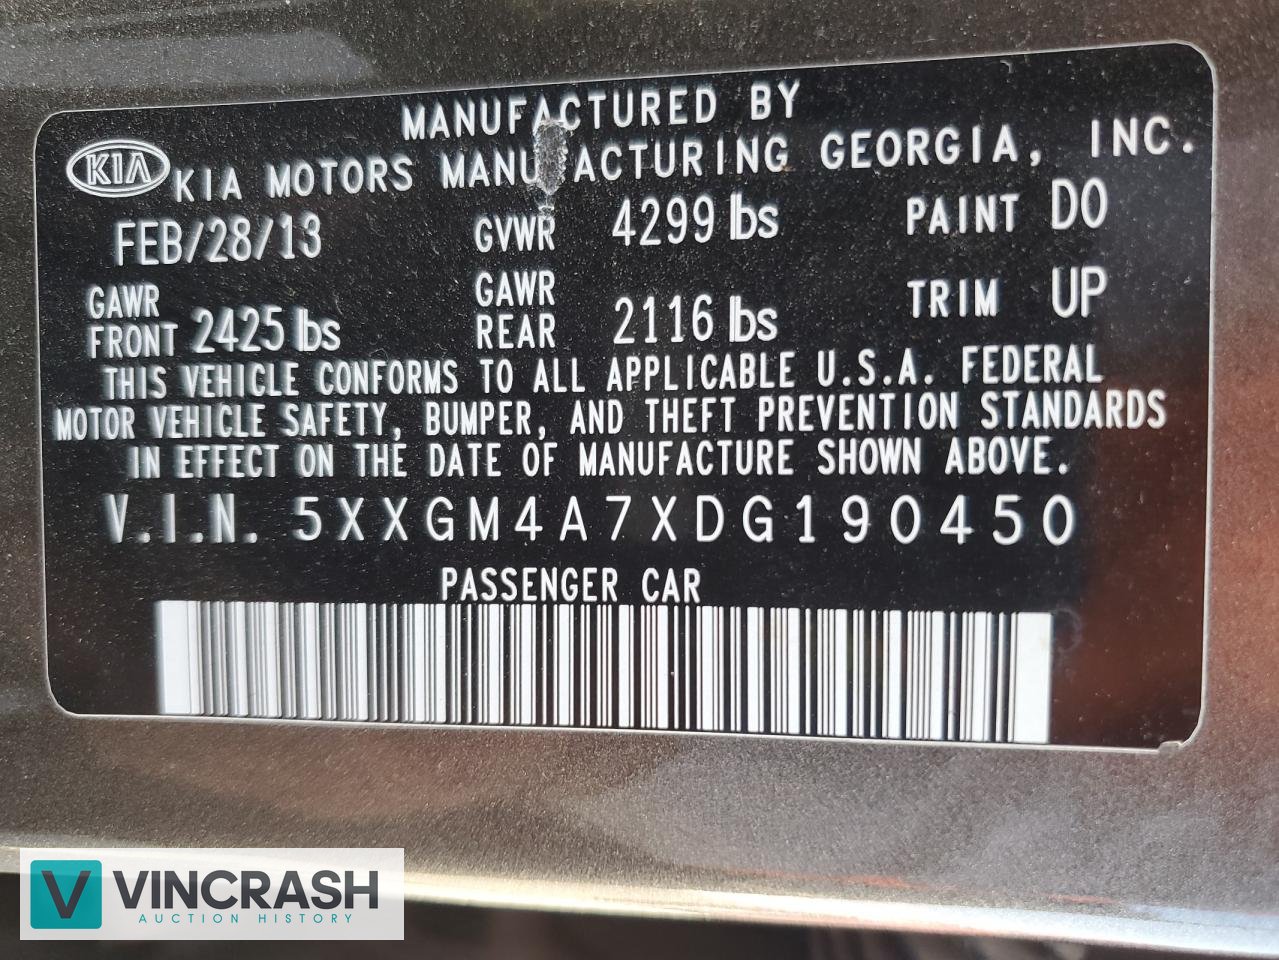 MANUFACTURED BY
KIA KIA MOTORS MANUFACTURING GEORGIA, INC.
FEB/28/13 GVWR 4299 lbs PAINT D0
GAWR FRONT 2425 lbs GAWR REAR 2116 lbs TRIM UP
THIS VEHICLE CONFORMS TO ALL APPLICABLE U.S.A. FEDERAL
MOTOR VEHICLE SAFETY, BUMPER, AND THEFT PREVENTION STANDARDS
IN EFFECT ON THE DATE OF MANUFACTURE SHOWN ABOVE.
V.I.N. 5XXGM4A7XDG190450
PASSENGER CAR
V VINCRASH
AUCTION HISTORY